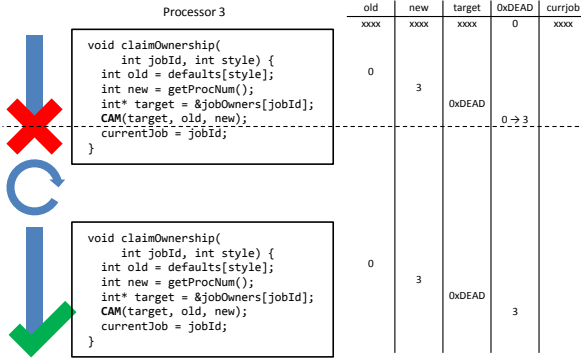 Processor 3
old new target 0xDEAD currjob
xxxx xxxx xxxx 0 xxxx
void claimOwnership(
int jobId, int style) {
int old = defaults[style];
int new = getProcNum();
int* target = &jobOwners[jobId];
CAM(target, old, new);
currentJob = jobId;
}
0
3
0xDEAD
0 → 3
void claimOwnership(
int jobId, int style) {
int old = defaults[style];
int new = getProcNum();
int* target = &jobOwners[jobId];
CAM(target, old, new);
currentJob = jobId;
}
0
3
0xDEAD
3